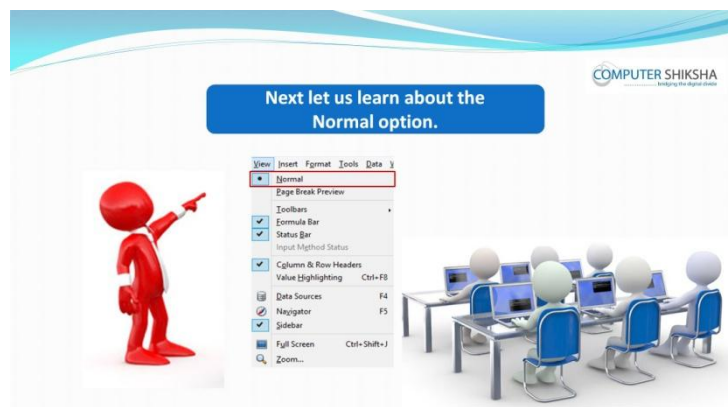 COMPUTER SHIKSHA
bridging the digital divide
Next let us learn about the
Normal option.
View Insert Format Tools Data
Normal
Page Break Preview
Toolbars
Formula Bar
Status Bar
Input Method Status
Column & Row Headers
Value Highlighting Ctrl+F8
Data Sources F4
Navigator F5
Sidebar
Full Screen Ctrl+Shift+J
Zoom...